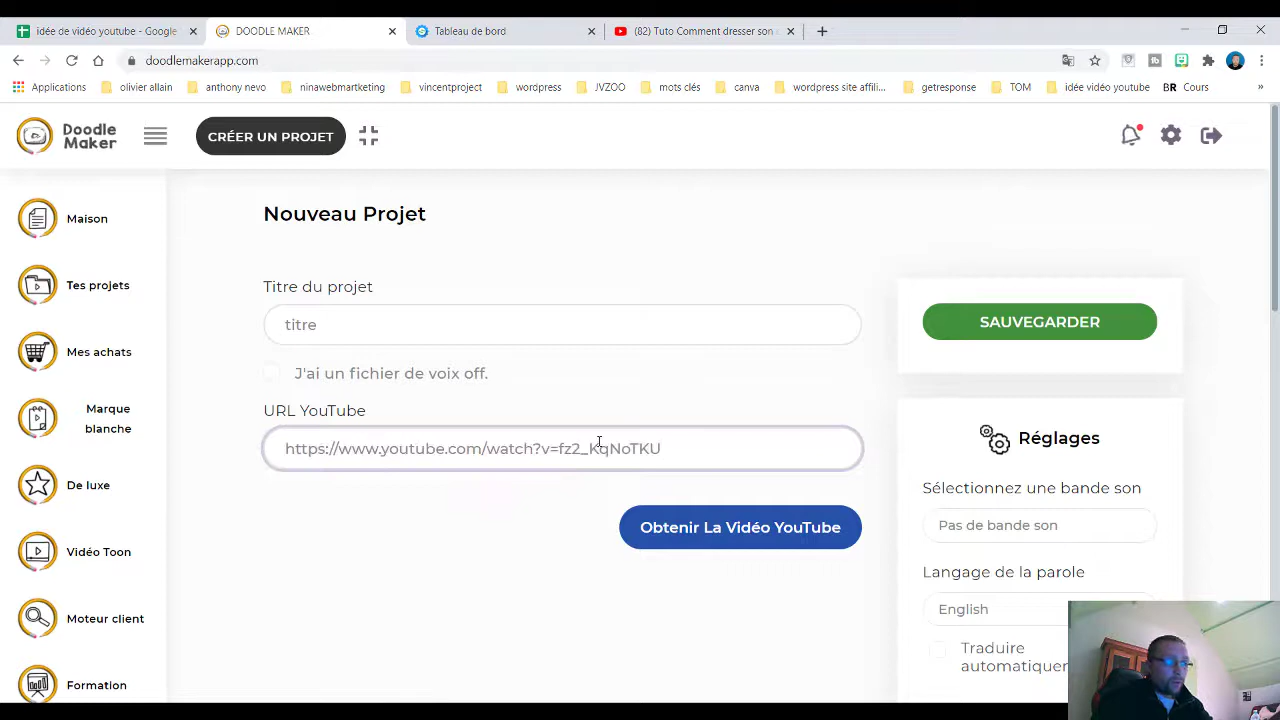 idée de vidéo youtube - Google
DOODLE MAKER
Tableau de bord
(82) Tuto Comment dresser son
doodlemakerapp.com
Applications
olivier allain
anthony nevo
ninawebmarketing
vincentproject
wordpress
JVZOO
mots clés
canva
wordpress site affili...
getresponse
TOM
idée vidéo youtube
BR Cours
»
Doodle
Maker
CRÉER UN PROJET
Maison
Tes projets
Mes achats
Marque
blanche
De luxe
Vidéo Toon
Moteur client
Formation
Nouveau Projet
Titre du projet
titre
J'ai un fichier de voix off.
URL YouTube
https://www.youtube.com/watch?v=fz2_KqNoTKU
Obtenir La Vidéo YouTube
SAUVEGARDER
Réglages
Sélectionnez une bande son
Pas de bande son
Langage de la parole
English
Traduire
automatiquer